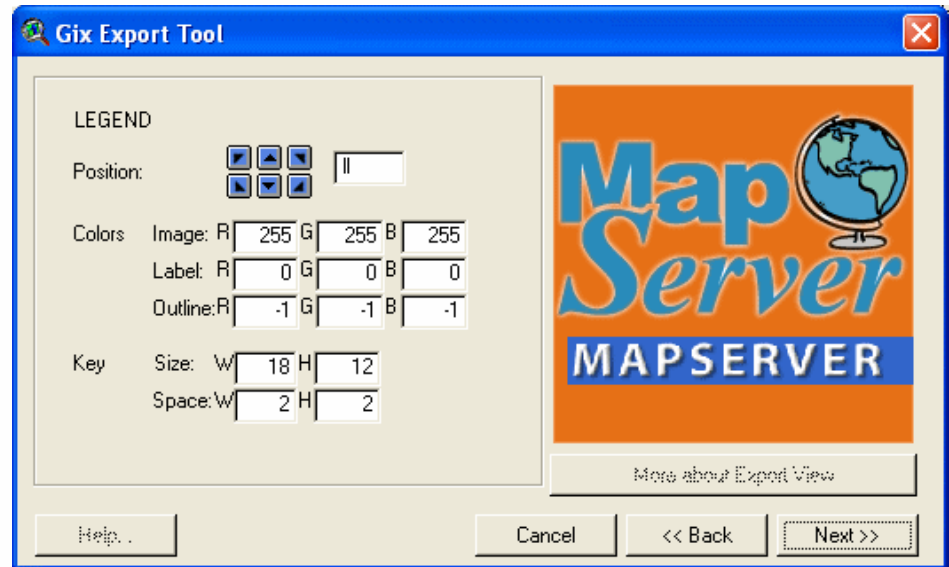 Gix Export Tool
LEGEND
Position: ll
Colors Image: R 255 G 255 B 255
Label: R 0 G 0 B 0
Outline:R -1 G -1 B -1
Key Size: W 18 H 12
Space:W 2 H 2
Map
Server
MAPSERVER
More about Export View
Help. .
Cancel
<< Back
Next >>